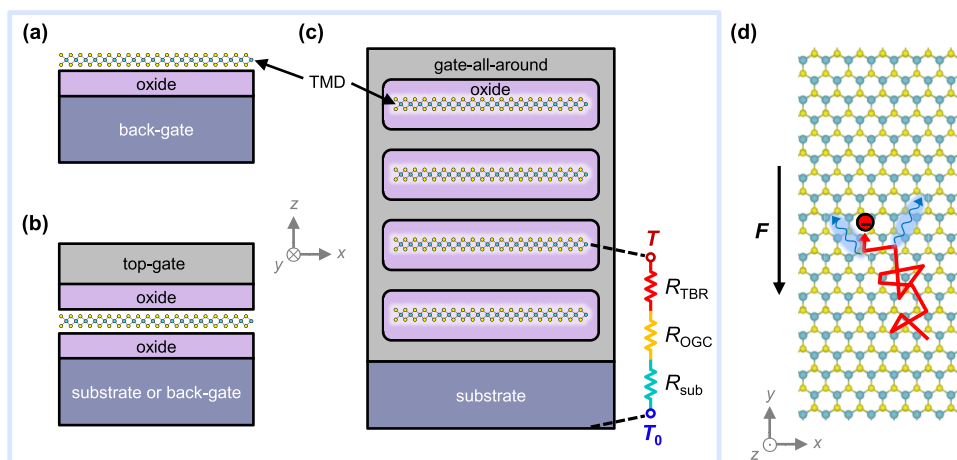 (a)
TMD
oxide
back-gate
(b)
top-gate
oxide
oxide
substrate or back-gate
z
y
x
(c)
gate-all-around
oxide
substrate
T
R_TBR
R_OGC
R_sub
T_0
(d)
F
−
y
z
x